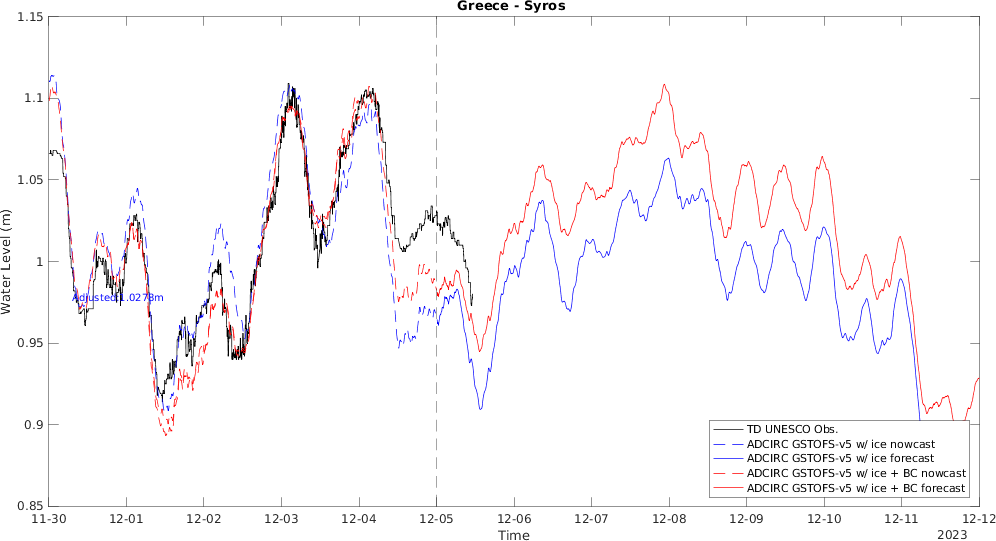 Greece - Syros
Water Level (m)
1.15
1.1
1.05
1
0.95
0.9
0.85
Adjusted:1.0278m
TD UNESCO Obs.
ADCIRC GSTOFS-v5 w/ ice nowcast
ADCIRC GSTOFS-v5 w/ ice forecast
ADCIRC GSTOFS-v5 w/ ice + BC nowcast
ADCIRC GSTOFS-v5 w/ ice + BC forecast
11-30 12-01 12-02 12-03 12-04 12-05 12-06 12-07 12-08 12-09 12-10 12-11 12-12
Time
2023